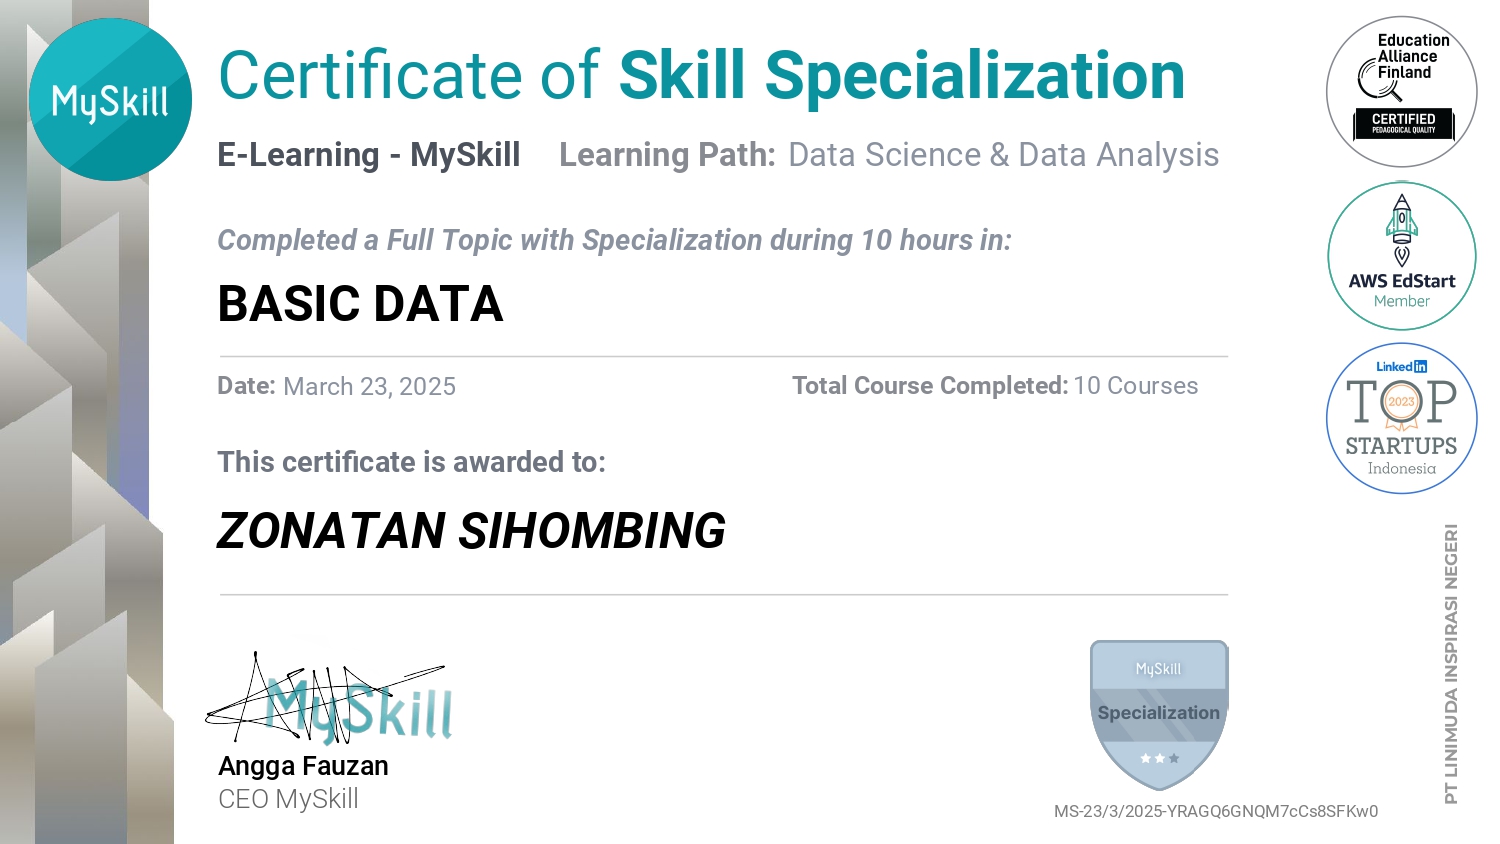 MySkill
Certificate of Skill Specialization
E-Learning - MySkill Learning Path: Data Science & Data Analysis
Completed a Full Topic with Specialization during 10 hours in:
BASIC DATA
Date: March 23, 2025 Total Course Completed: 10 Courses
This certificate is awarded to:
ZONATAN SIHOMBING
MySkill
Angga Fauzan
CEO MySkill
MySkill
Specialization
MS-23/3/2025-YRAGQ6GNQM7cCs8SFKw0
Education
Alliance
Finland
CERTIFIED
PEDAGOGICAL QUALITY
AWS EdStart
Member
Linked in
TOP
2023
STARTUPS
Indonesia
PT LINIMUDA INSPIRASI NEGERI